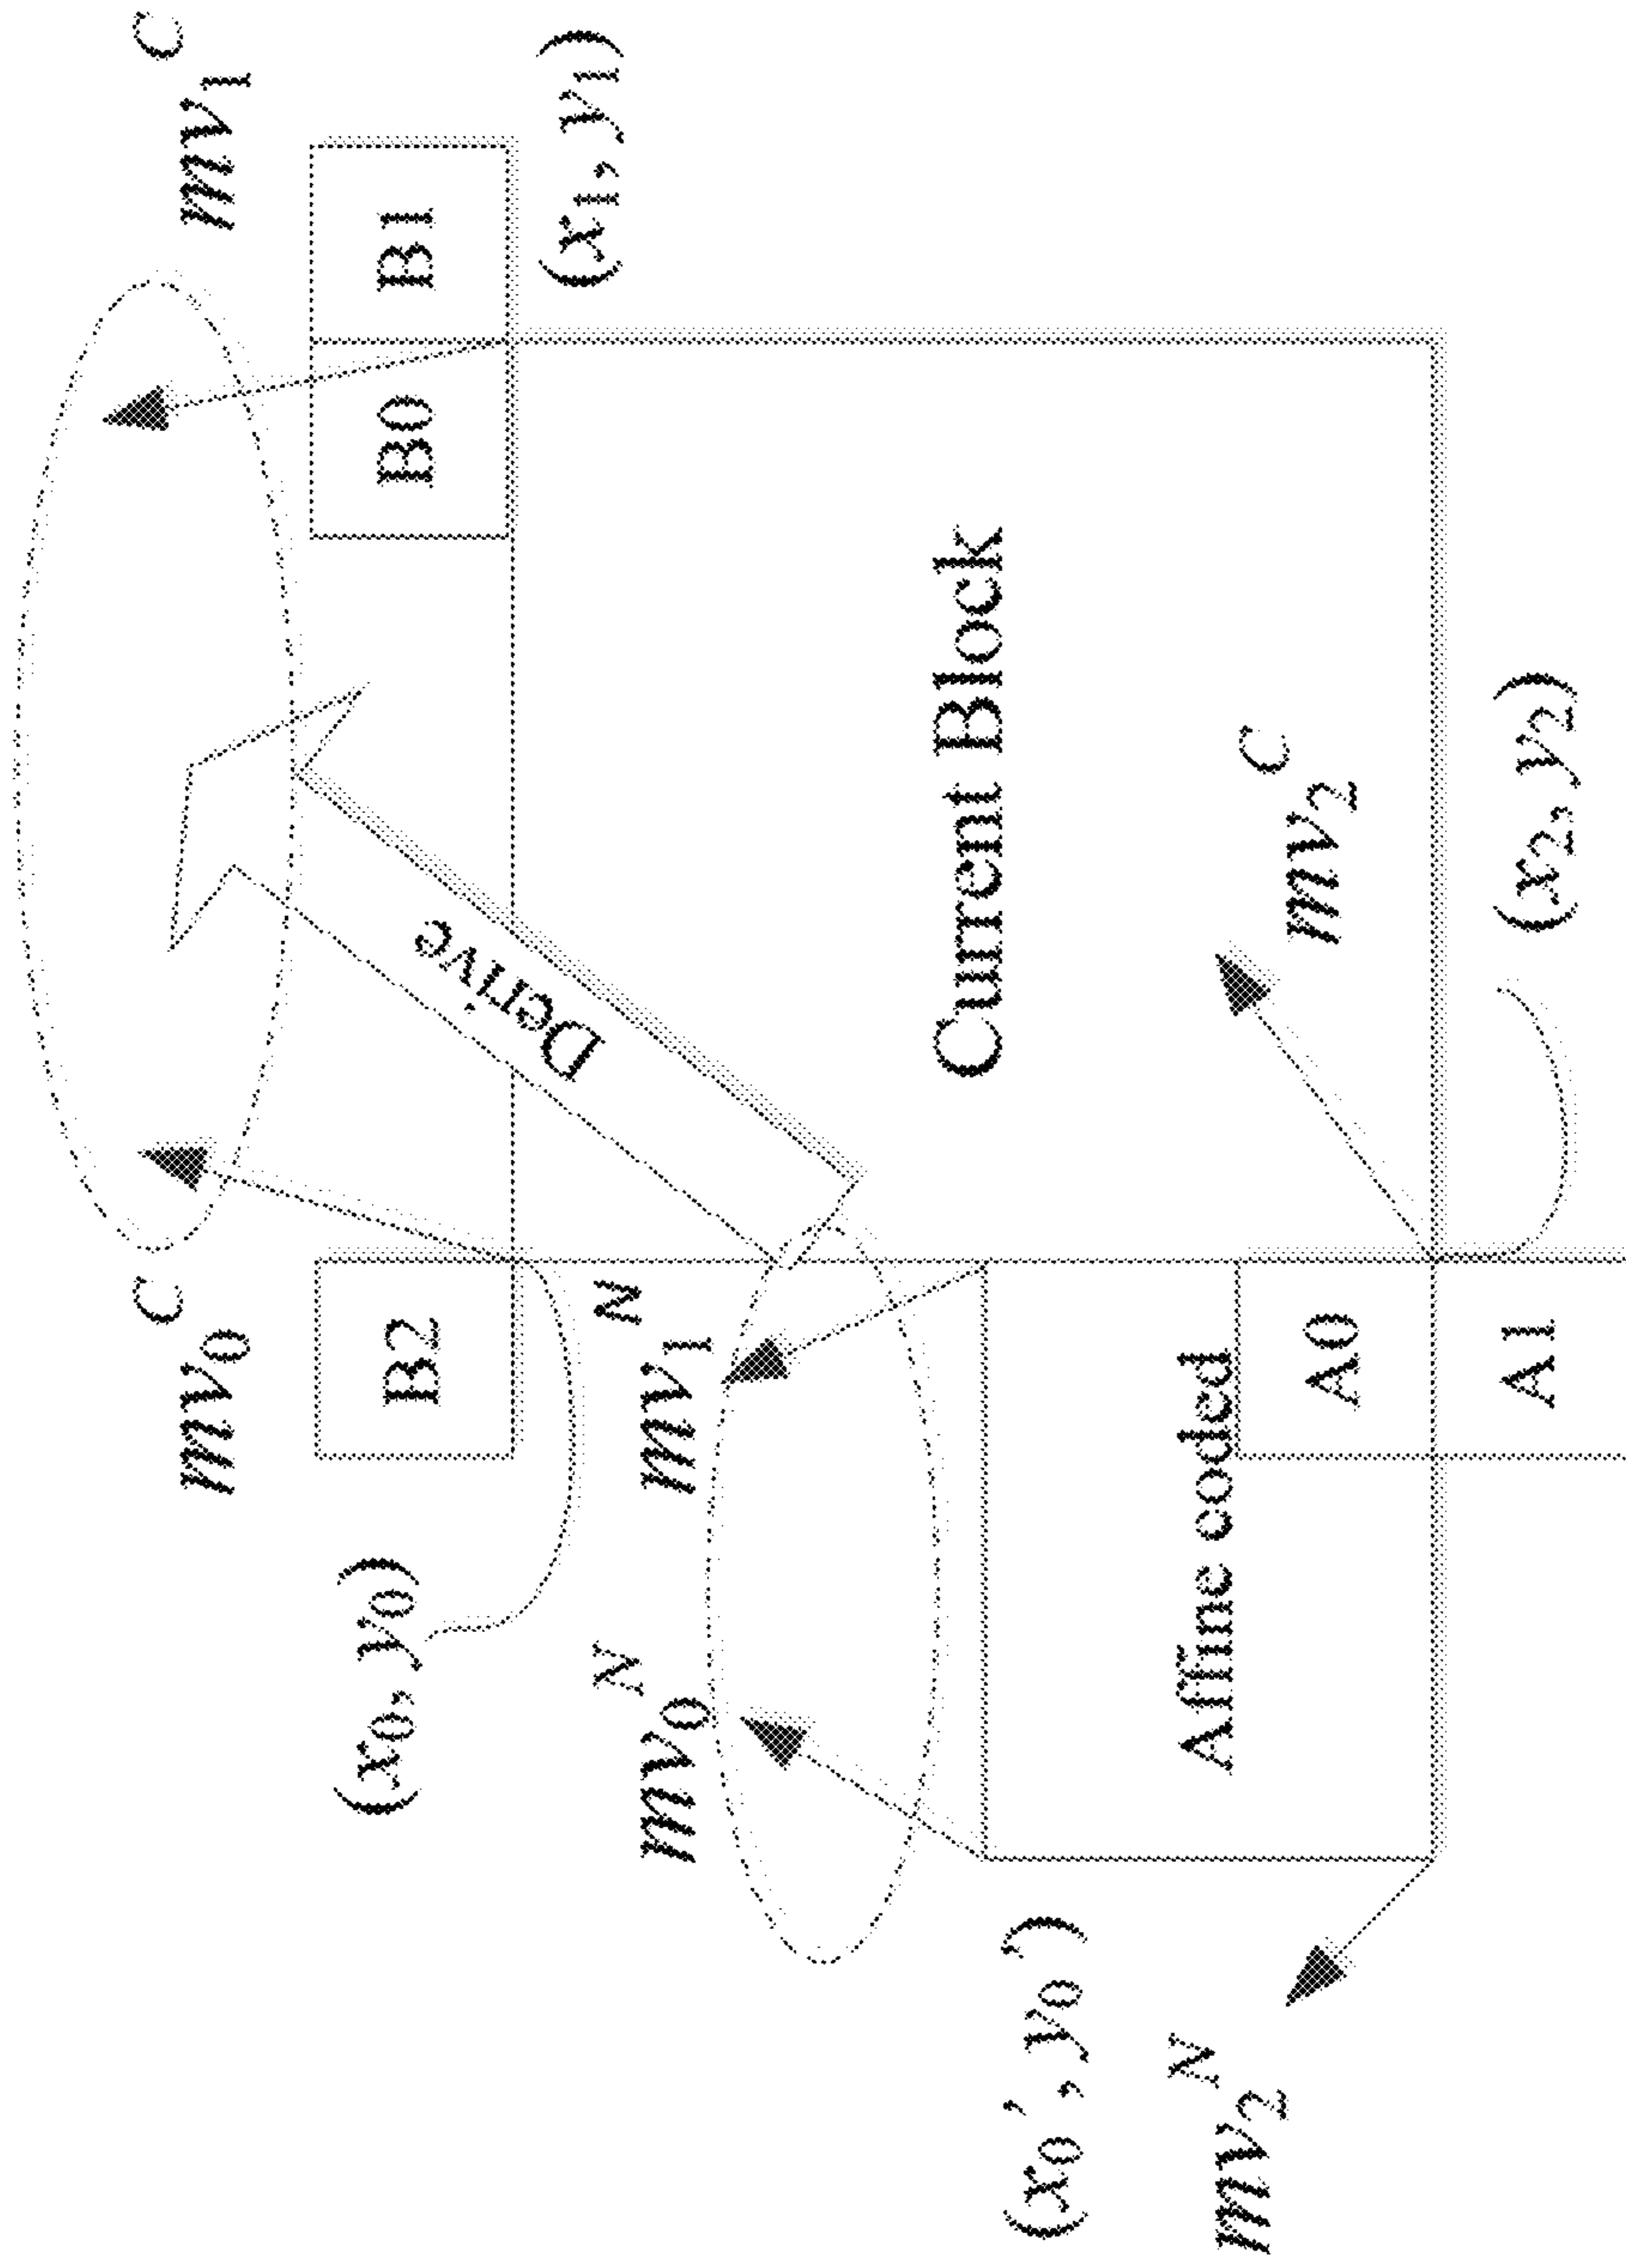 mv₀ᶜ
mv₁ᶜ
(x₀, y₀)
B2
B0
B1
Derive
(x₁, y₁)
mv₀ᴺ
mv₁ᴺ
Current Block
(x₀’, y₀’)
mv₂ᴺ
Affine coded
mv₂ᶜ
A0
A1
(x₂, y₂)